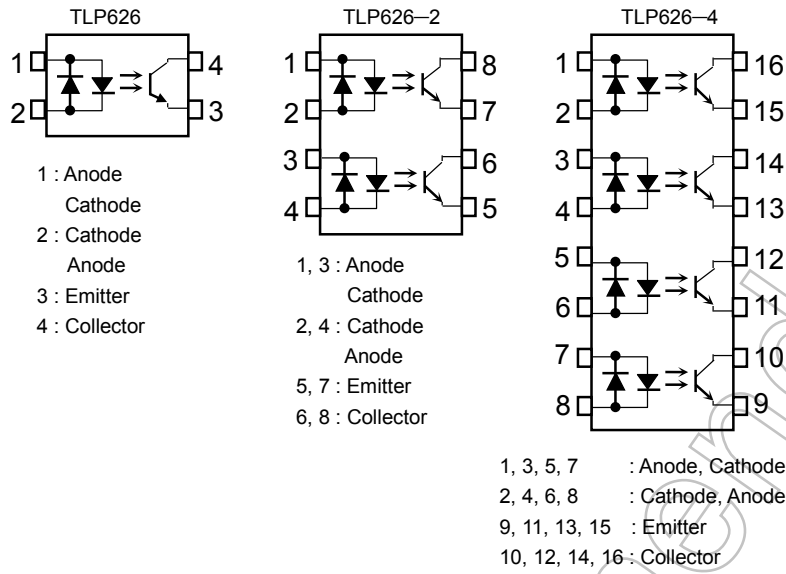 TLP626
1
2
4
3
1 : Anode
Cathode
2 : Cathode
Anode
3 : Emitter
4 : Collector
TLP626−2
1
2
3
4
8
7
6
5
1, 3 : Anode
Cathode
2, 4 : Cathode
Anode
5, 7 : Emitter
6, 8 : Collector
TLP626−4
1
2
3
4
5
6
7
8
16
15
14
13
12
11
10
9
1, 3, 5, 7 : Anode, Cathode
2, 4, 6, 8 : Cathode, Anode
9, 11, 13, 15 : Emitter
10, 12, 14, 16 : Collector